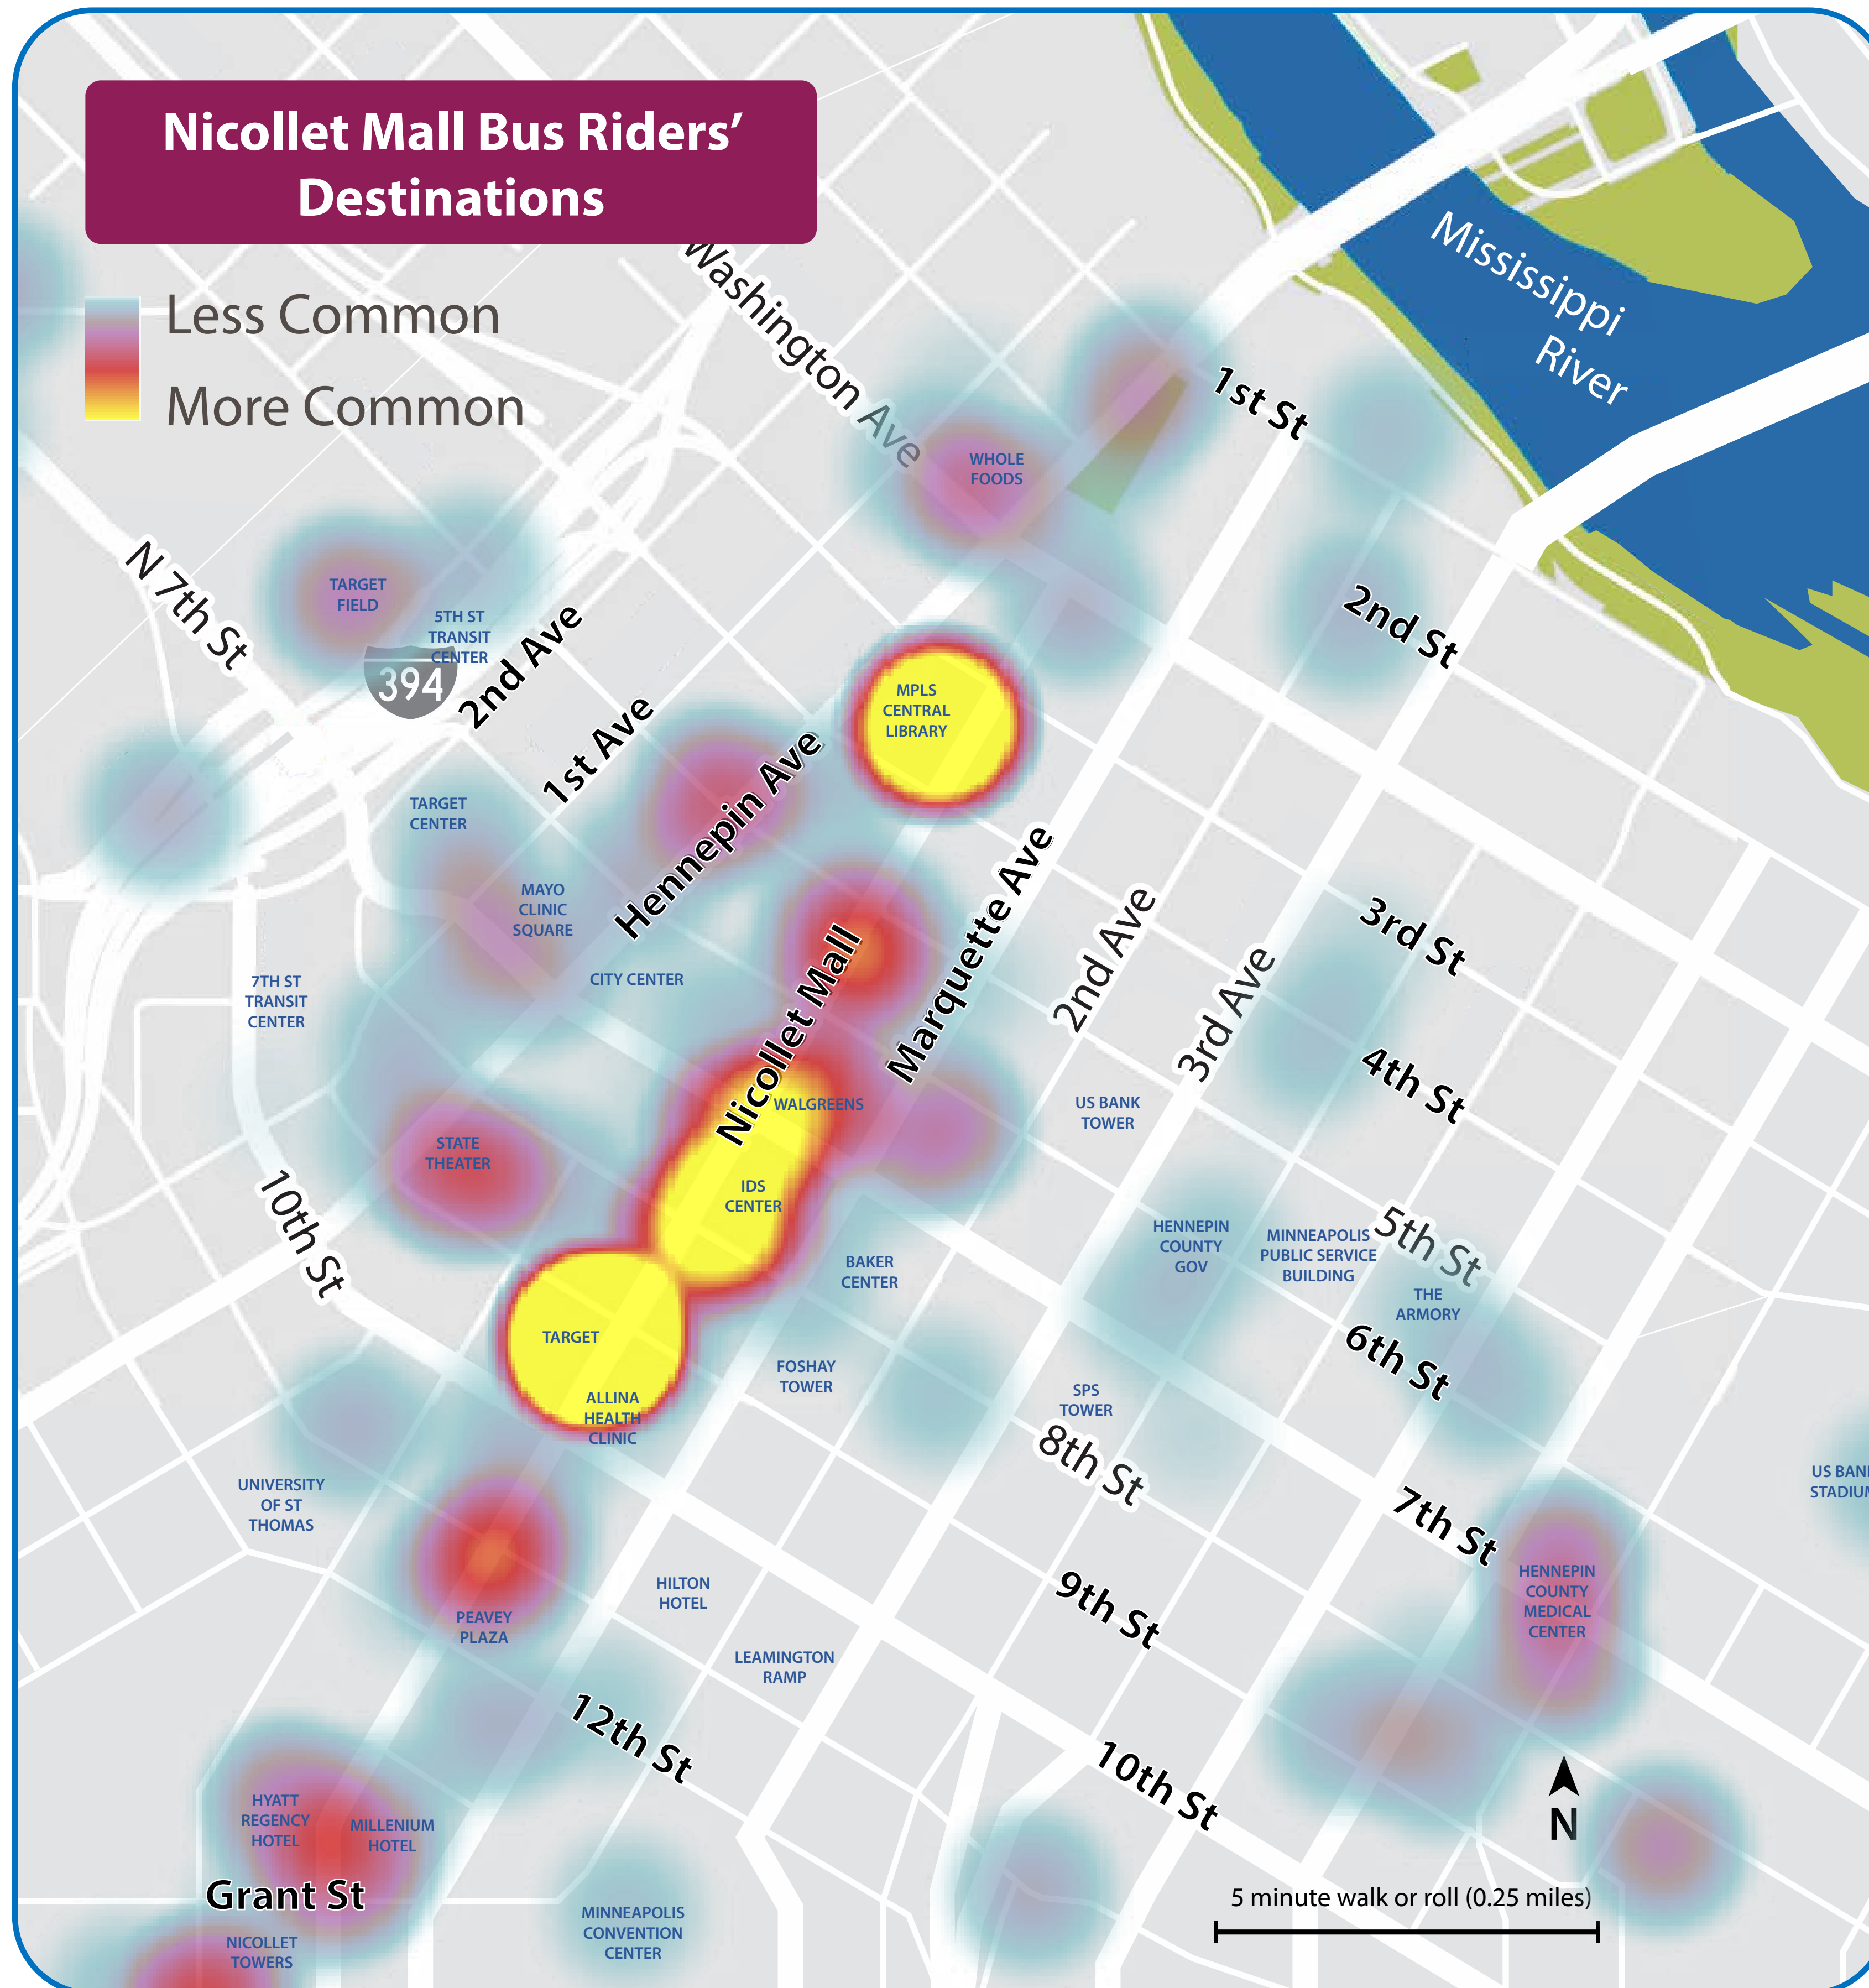 Nicollet Mall Bus Riders’
Destinations
Less Common
More Common
Washington Ave
Mississippi
River
1st St
WHOLE
FOODS
N 7th St
TARGET
FIELD
5TH ST
TRANSIT
CENTER
394
2nd Ave
2nd St
1st Ave
MPLS
CENTRAL
LIBRARY
Hennepin Ave
TARGET
CENTER
MAYO
CLINIC
SQUARE
CITY CENTER
Nicollet Mall
Marquette Ave
2nd Ave
3rd Ave
3rd St
4th St
7TH ST
TRANSIT
CENTER
WALGREENS
US BANK
TOWER
STATE
THEATER
IDS
CENTER
10th St
BAKER
CENTER
HENNEPIN
COUNTY
GOV
MINNEAPOLIS
PUBLIC SERVICE
BUILDING
5th St
THE
ARMORY
TARGET
6th St
FOSHAY
TOWER
ALLINA
HEALTH
CLINIC
SPS
TOWER
8th St
UNIVERSITY
OF ST
THOMAS
7th St
US BAN
STADIUM
PEAVEY
PLAZA
HILTON
HOTEL
9th St
HENNEPIN
COUNTY
MEDICAL
CENTER
LEAMINGTON
RAMP
12th St
10th St
HYATT
REGENCY
HOTEL
MILLENIUM
HOTEL
N
Grant St
5 minute walk or roll (0.25 miles)
NICOLLET
TOWERS
MINNEAPOLIS
CONVENTION
CENTER